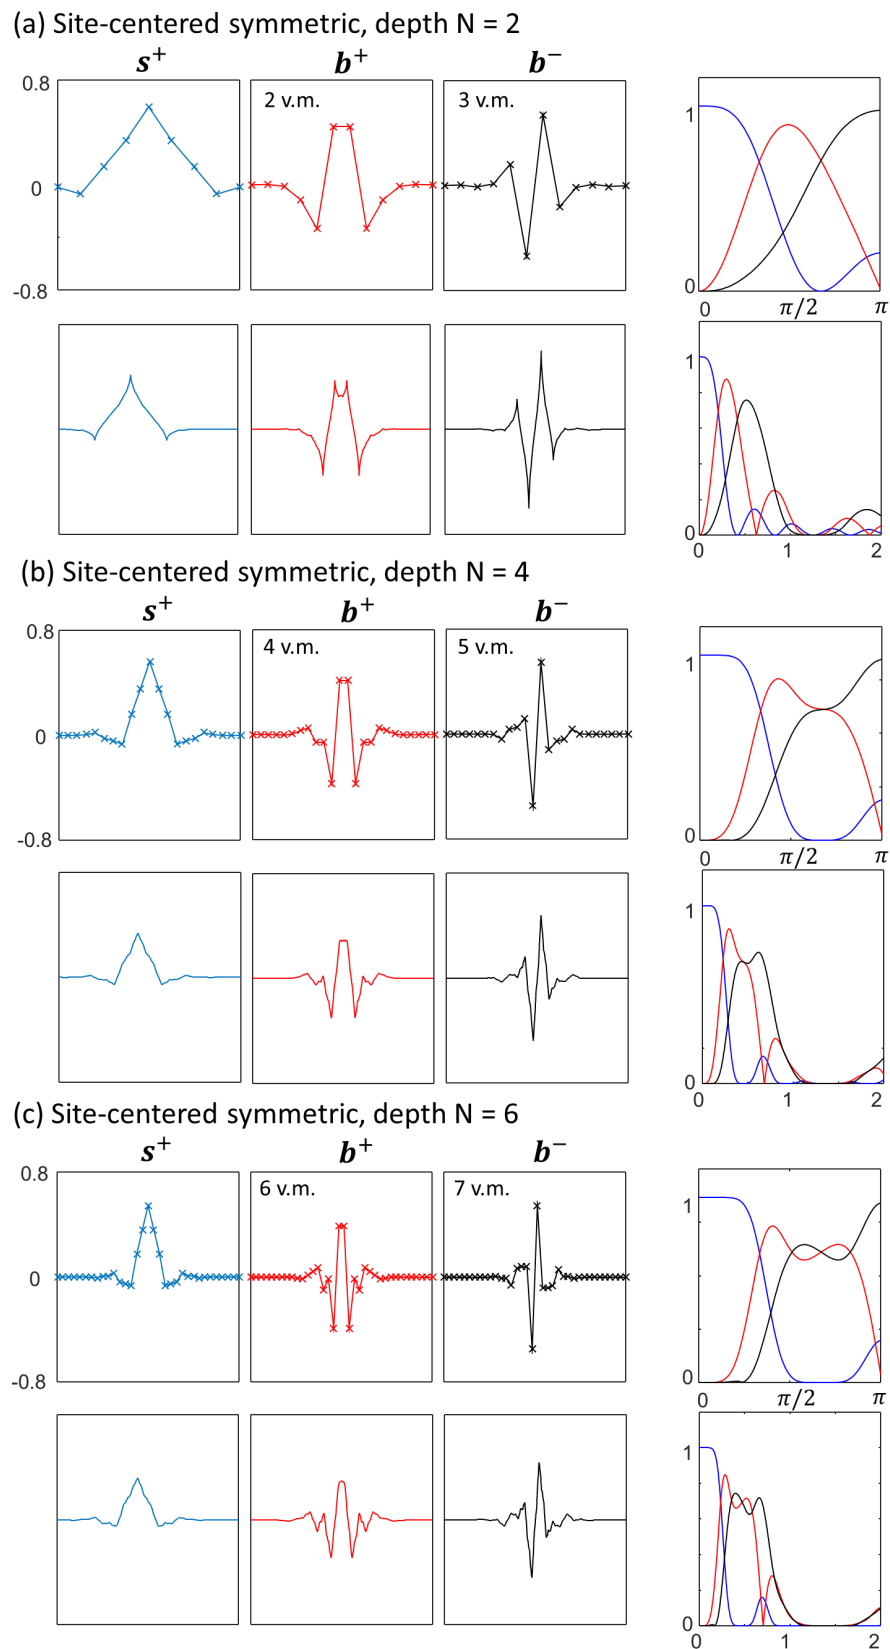 (a) Site-centered symmetric, depth N = 2
s⁺ b⁺ b⁻
0.8
2 v.m. 3 v.m.
1
0
-0.8
0
0 π/2 π
1
0
0 1 2
(b) Site-centered symmetric, depth N = 4
s⁺ b⁺ b⁻
0.8
4 v.m. 5 v.m.
1
0
-0.8
0
0 π/2 π
1
0
0 1 2
(c) Site-centered symmetric, depth N = 6
s⁺ b⁺ b⁻
0.8
6 v.m. 7 v.m.
1
0
-0.8
0
0 π/2 π
1
0
0 1 2